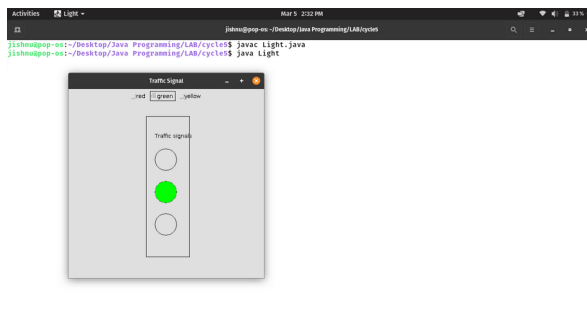 Activities Light Mar 5 2:32 PM 33%
jishnu@pop-os: ~/Desktop/Java Programming/LAB/cycle5
jishnu@pop-os:~/Desktop/Java Programming/LAB/cycle5$ javac Light.java
jishnu@pop-os:~/Desktop/Java Programming/LAB/cycle5$ java Light
Traffic Signal
red green yellow
Traffic signals